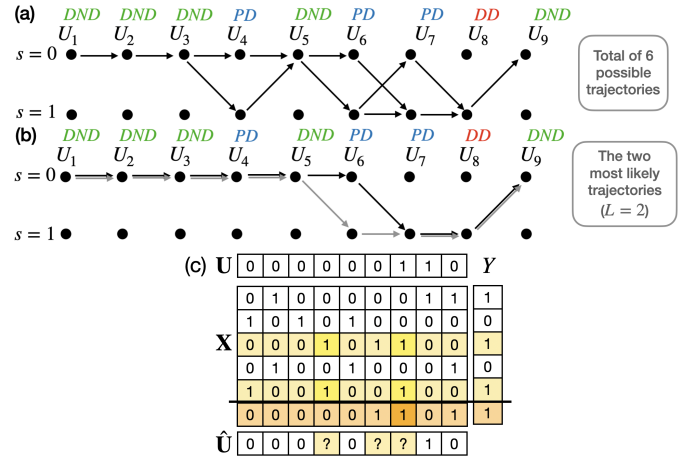 (a) DND DND DND PD DND PD PD DD DND
U1 U2 U3 U4 U5 U6 U7 U8 U9
s = 0
s = 1
Total of 6
possible
trajectories
(b) DND DND DND PD DND PD PD DD DND
U1 U2 U3 U4 U5 U6 U7 U8 U9
s = 0
s = 1
The two
most likely
trajectories
(L = 2)
(c) U 0 0 0 0 0 0 1 1 0 Y
0 1 0 0 0 0 0 1 1 1
1 0 1 0 1 0 0 0 0 0
X 0 0 0 1 0 1 1 0 0 1
0 1 0 0 1 0 0 0 1 0
1 0 0 1 0 0 1 0 0 1
0 0 0 0 0 1 1 0 1 1
Û 0 0 0 ? 0 ? ? 1 0